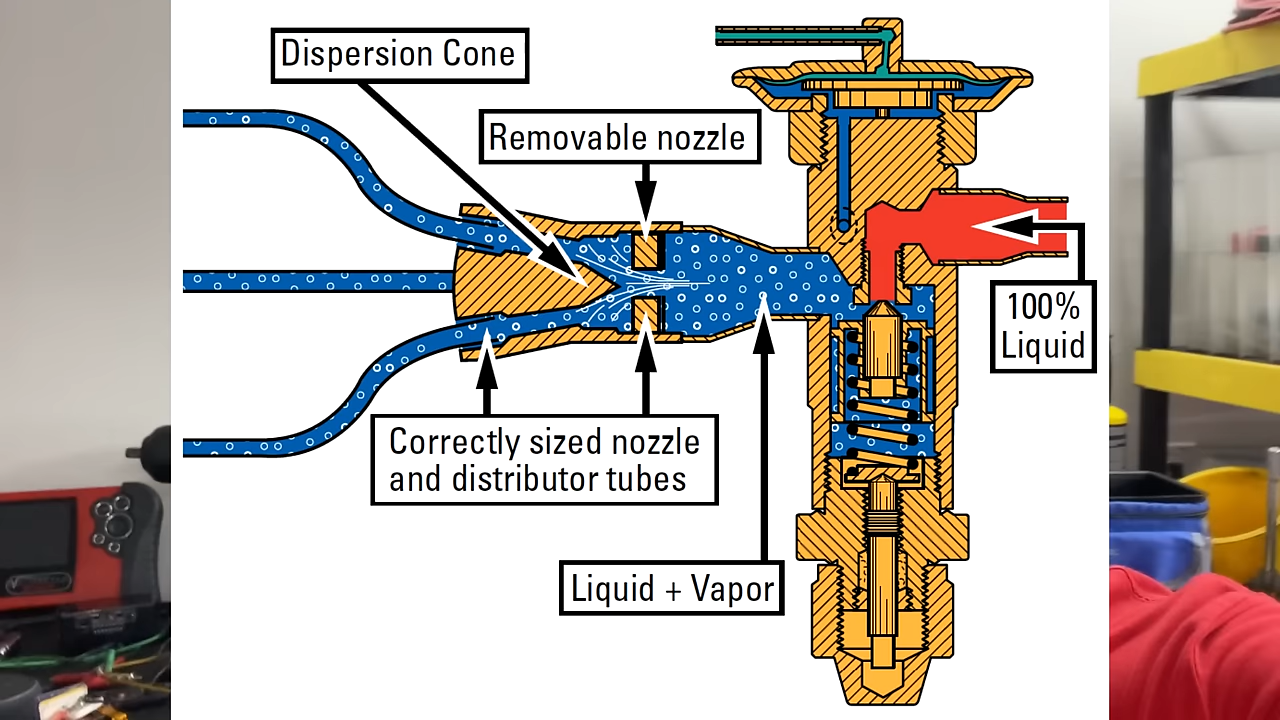 Dispersion Cone
Removable nozzle
100%
Liquid
Correctly sized nozzle
and distributor tubes
Liquid + Vapor